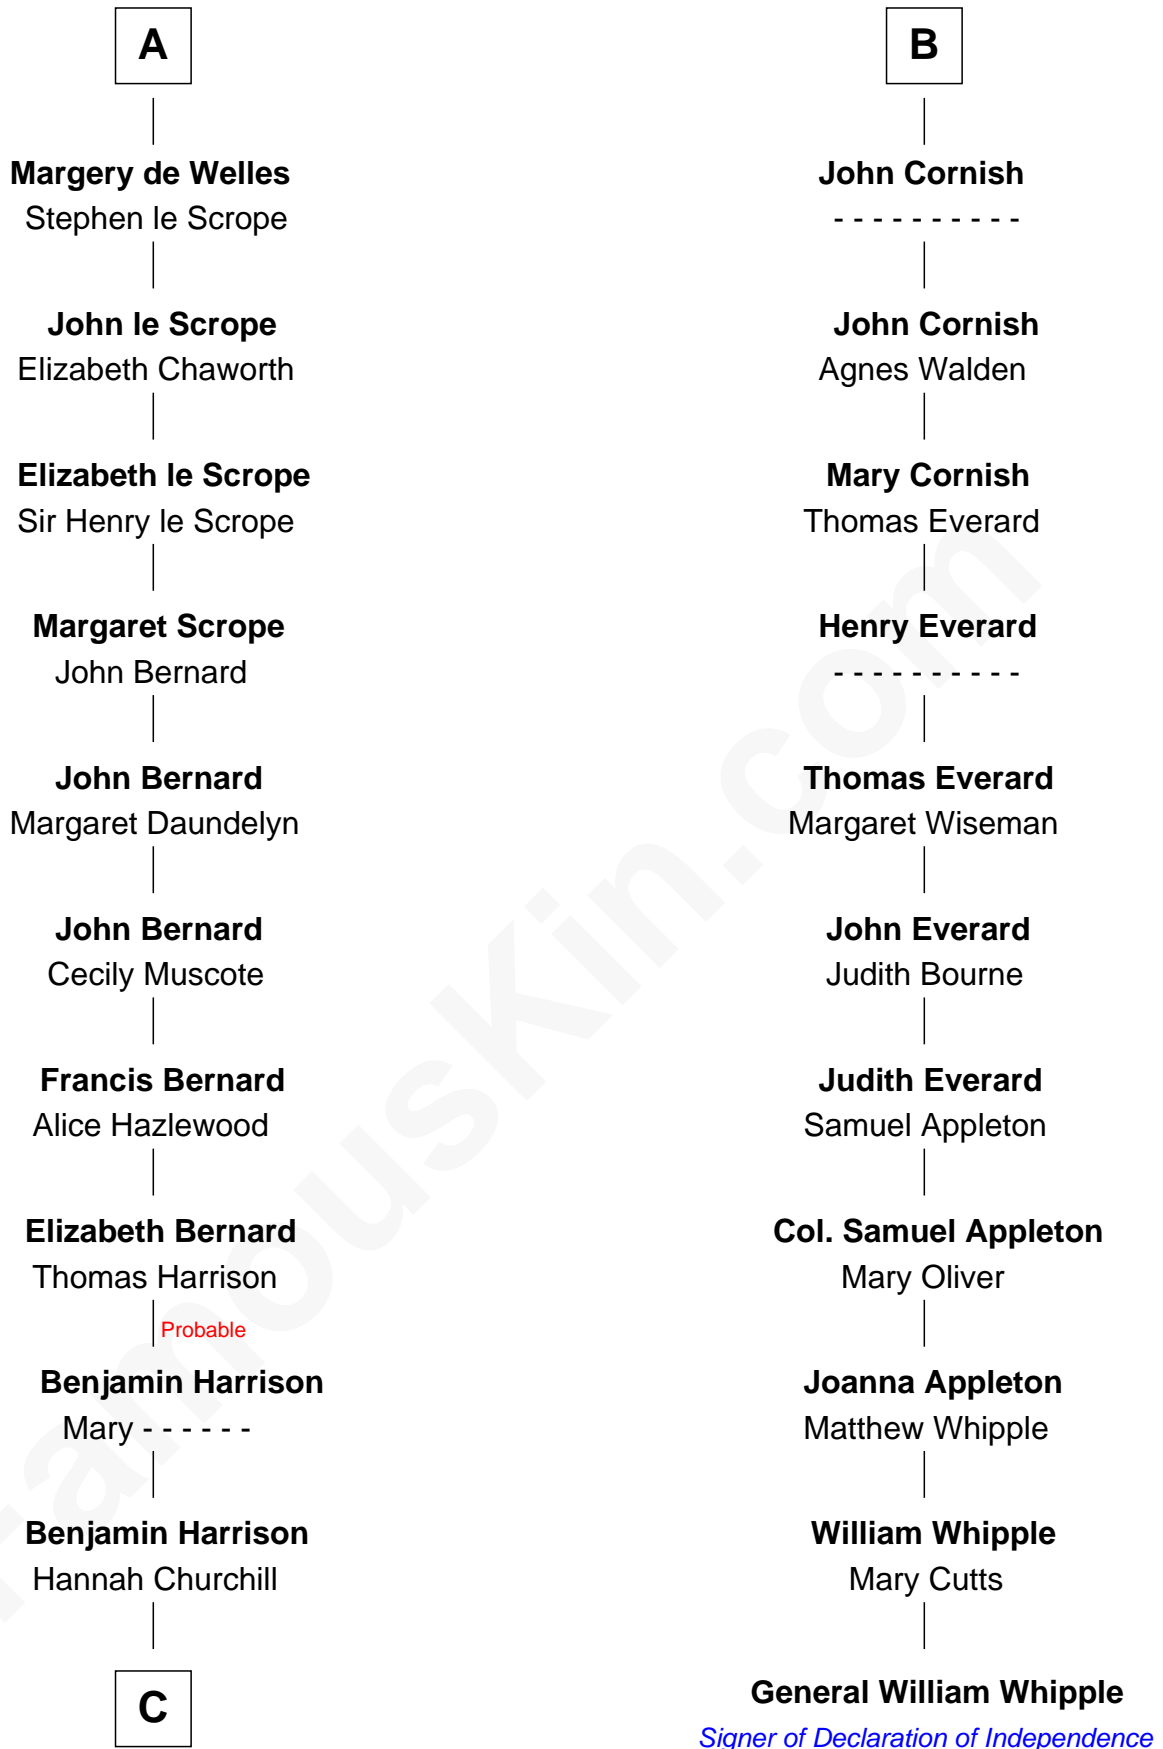 A
Margery de Welles
Stephen le Scrope
John le Scrope
Elizabeth Chaworth
Elizabeth le Scrope
Sir Henry le Scrope
Margaret Scrope
John Bernard
John Bernard
Margaret Daundelyn
John Bernard
Cecily Muscote
Francis Bernard
Alice Hazlewood
Elizabeth Bernard
Thomas Harrison
Probable
Benjamin Harrison
Mary - - - - - -
Benjamin Harrison
Hannah Churchill
C
B
John Cornish
- - - - - - - - - -
John Cornish
Agnes Walden
Mary Cornish
Thomas Everard
Henry Everard
- - - - - - - - - -
Thomas Everard
Margaret Wiseman
John Everard
Judith Bourne
Judith Everard
Samuel Appleton
Col. Samuel Appleton
Mary Oliver
Joanna Appleton
Matthew Whipple
William Whipple
Mary Cutts
General William Whipple
Signer of Declaration of Independence
FamousKin.com